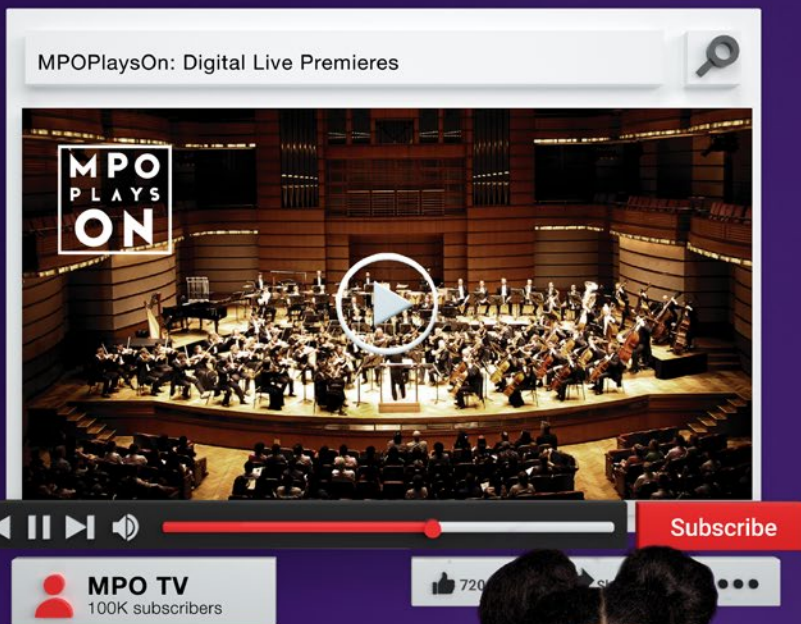 MPOPlaysOn: Digital Live Premieres
MPO
PLAYS
ON
Subscribe
MPO TV
100K subscribers
720